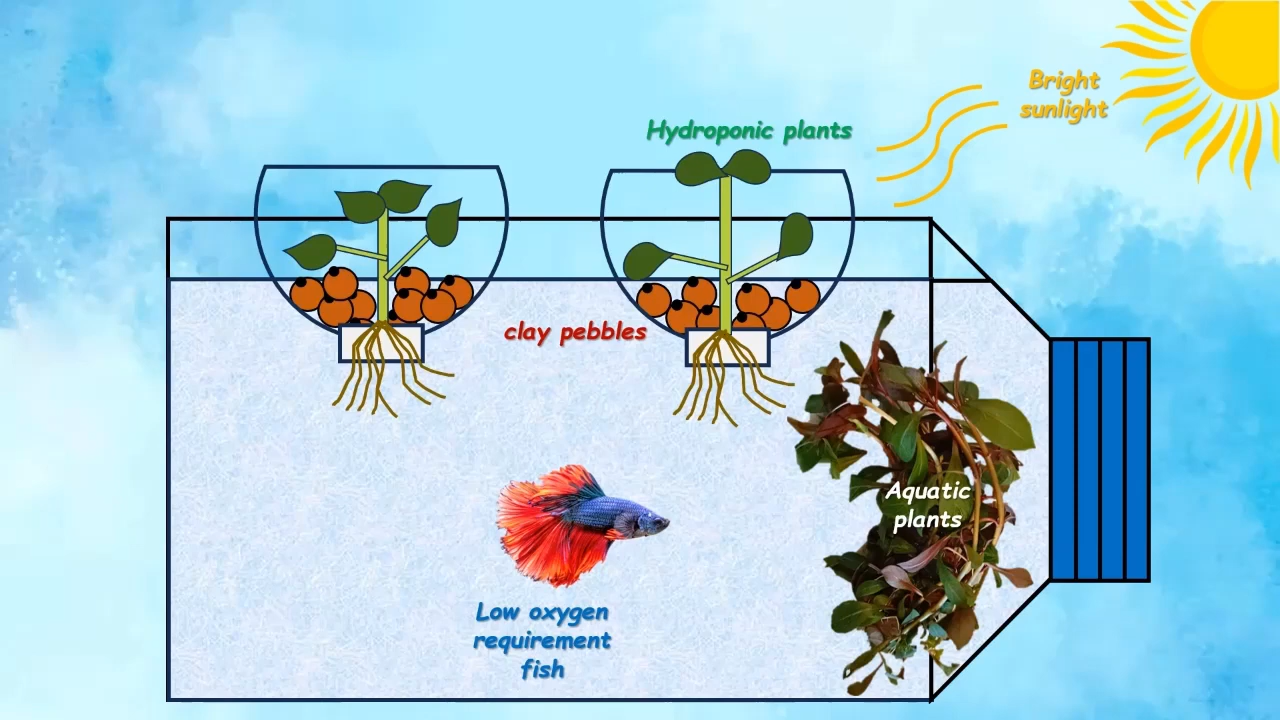 Bright
sunlight
Hydroponic plants
clay pebbles
Aquatic
plants
Low oxygen
requirement
fish